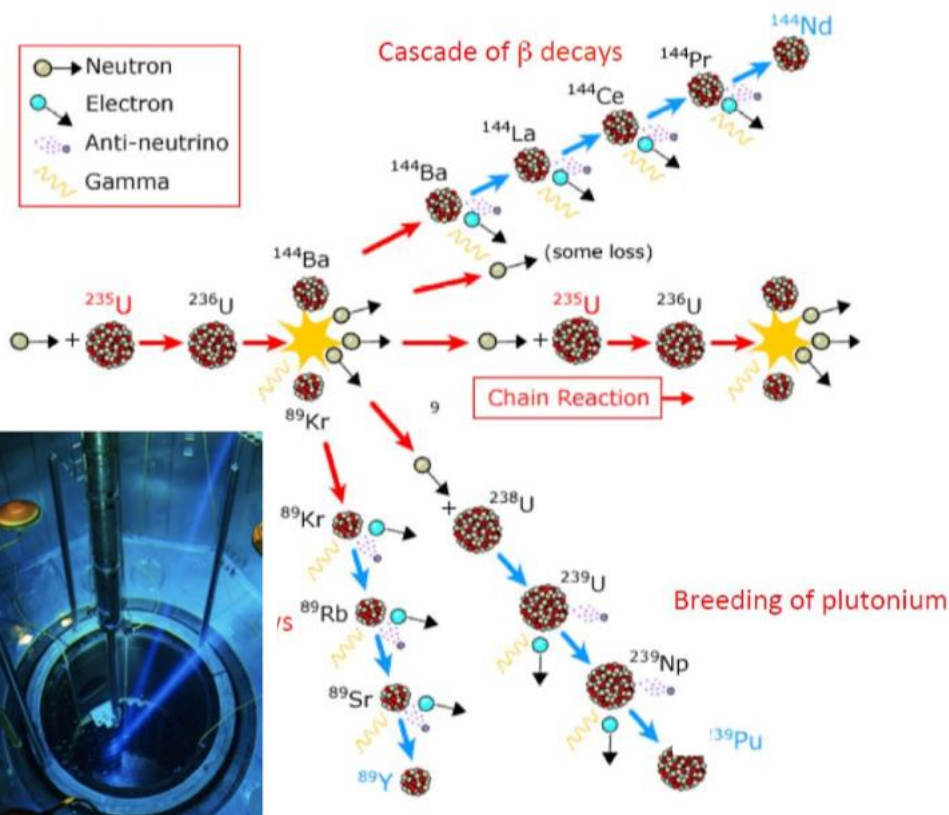 Neutron
Electron
Anti-neutrino
Gamma
Cascade of β decays
¹⁴⁴Nd
¹⁴⁴Pr
¹⁴⁴Ce
¹⁴⁴La
¹⁴⁴Ba
(some loss)
¹⁴⁴Ba
+ ²³⁵U ²³⁶U
+ ²³⁵U ²³⁶U
Chain Reaction
⁸⁹Kr
9
+ ²³⁸U
⁸⁹Kr
²³⁹U
⁸⁹Rb
Breeding of plutonium
²³⁹Np
⁸⁹Sr
³⁹Pu
⁸⁹Y